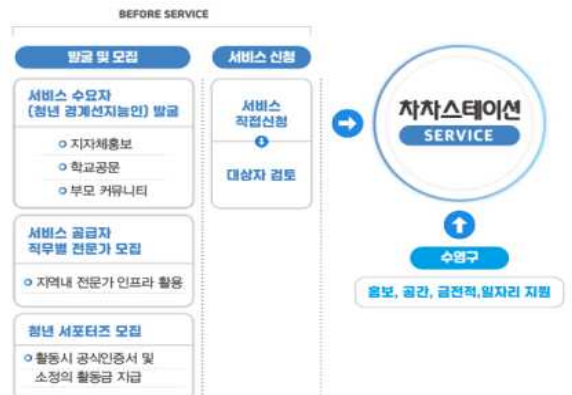 BEFORE SERVICE
발굴 및 모집
서비스 수요자
(청년 경계선지능인) 발굴
지자체홍보
학교공문
부모 커뮤니티
서비스 공급자
직무별 전문가 모집
지역내 전문가 인프라 활용
청년 서포터즈 모집
활동시 공식인증서 및
소정의 활동금 지급
서비스 신청
서비스
직접신청
대상자 검토
차차스테이션
SERVICE
수영구
홍보, 공간, 금전적,일자리 지원